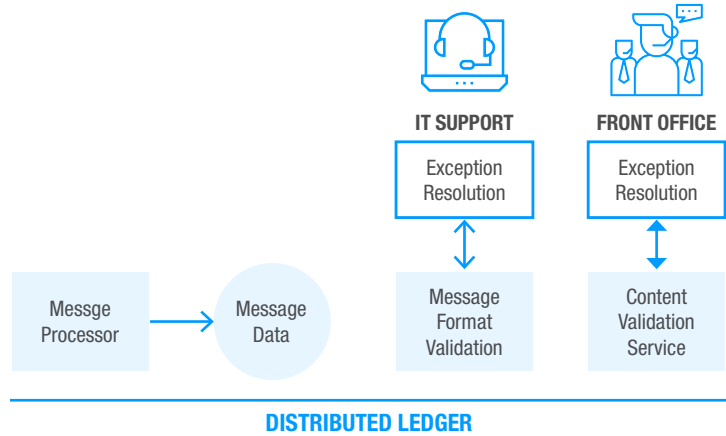 IT SUPPORT
FRONT OFFICE
Exception
Resolution
Exception
Resolution
Messge
Processor
Message
Data
Message
Format
Validation
Content
Validation
Service
DISTRIBUTED LEDGER